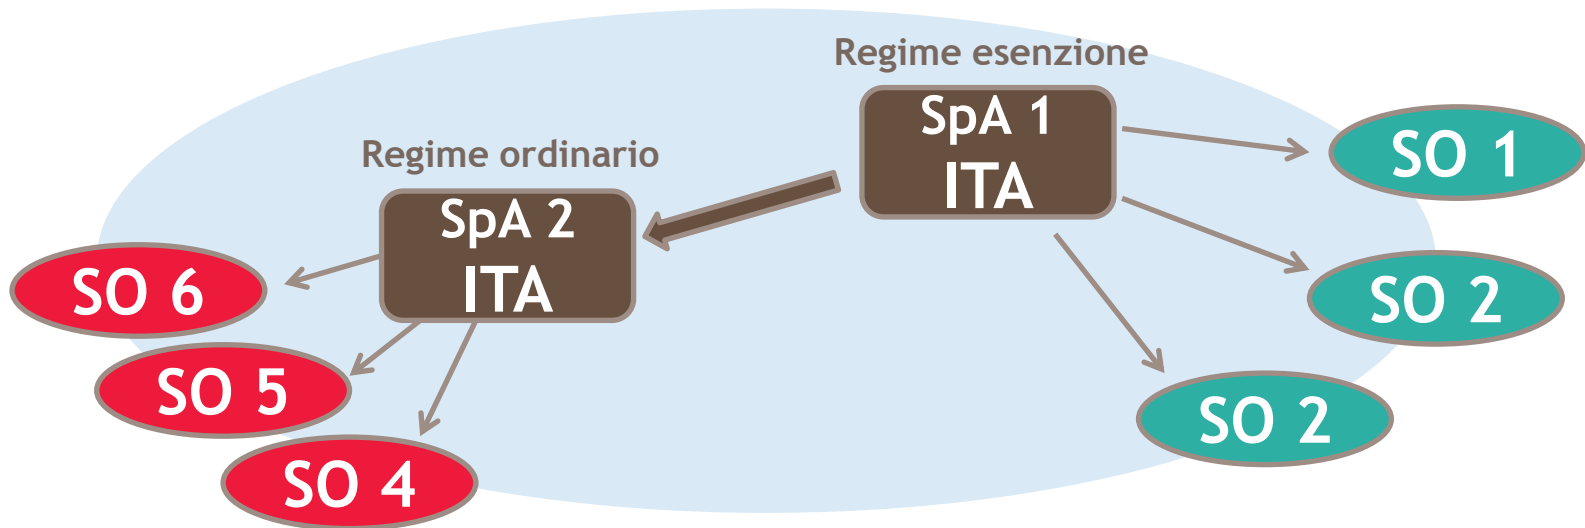 Regime esenzione
SpA 1
ITA
SO 1
SO 2
SO 2
Regime ordinario
SpA 2
ITA
SO 6
SO 5
SO 4